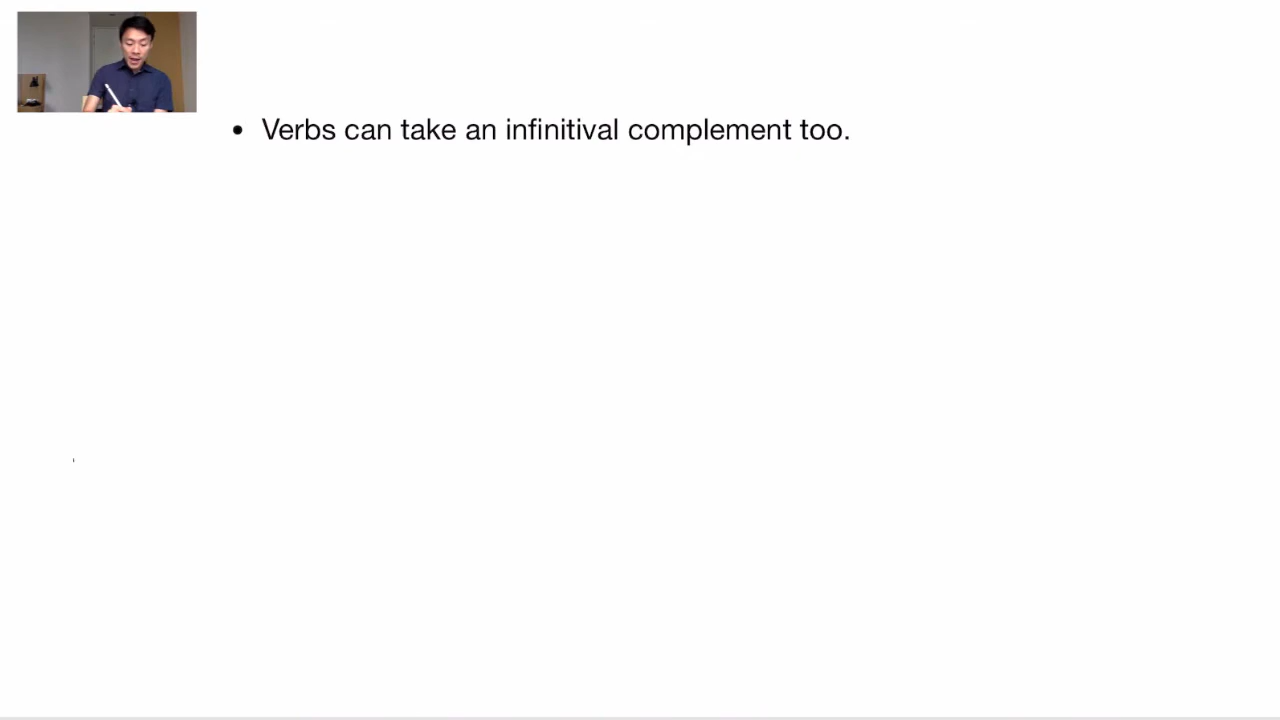 • Verbs can take an infinitival complement too.